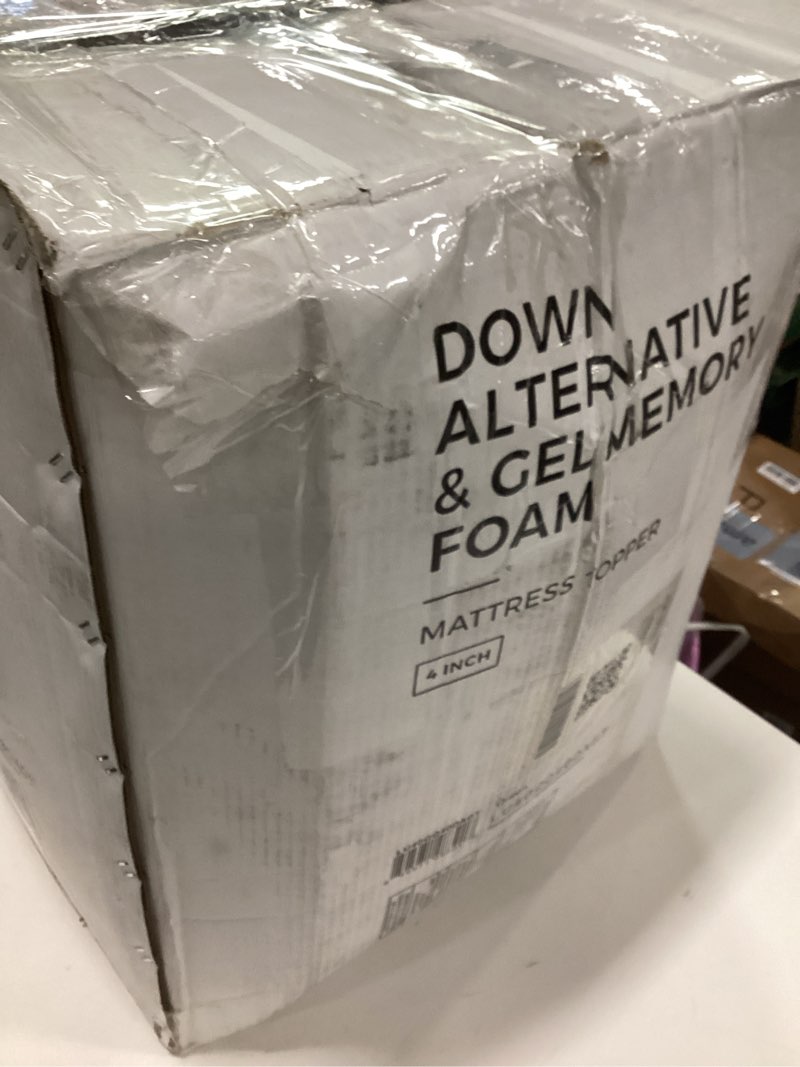 DOWN
ALTERNATIVE
& GEL MEMORY
FOAM
MATTRESS TOPPER
4 INCH